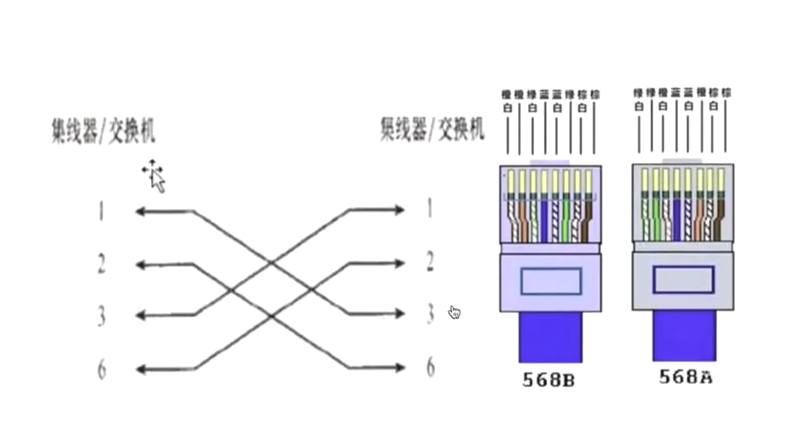 集线器/交换机
集线器/交换机
1
1
2
2
3
3
6
6
橙白 橙 绿白 蓝 蓝白 绿 棕白 棕
绿白 绿 橙白 蓝 蓝白 橙 棕白 棕
568B
568A